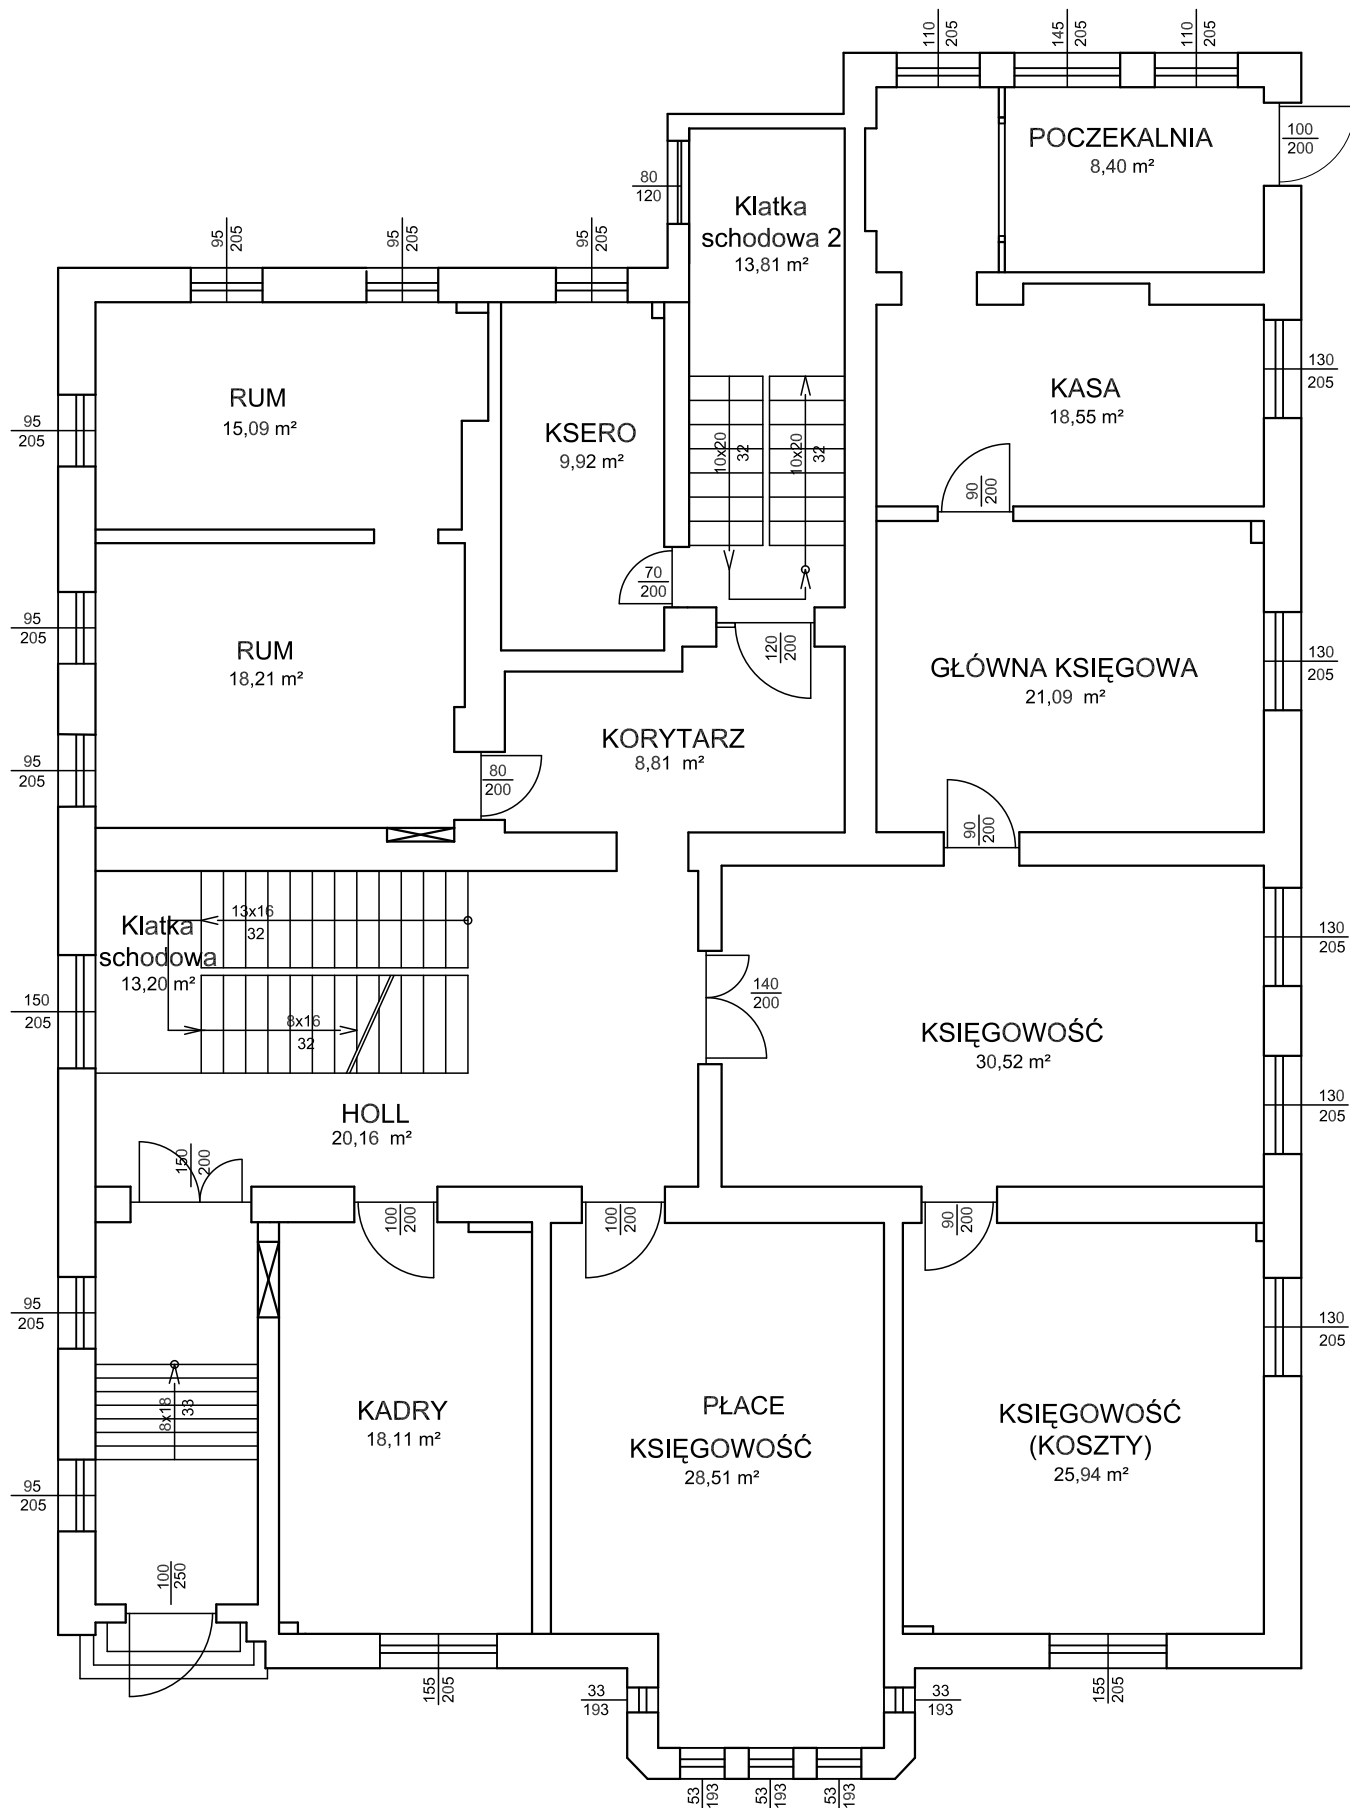 110
205
145
205
110
205
POCZEKALNIA
8,40 m²
100
200
80
120
Klatka
schodowa 2
13,81 m²
95
205
95
205
95
205
RUM
15,09 m²
KSERO
9,92 m²
KASA
18,55 m²
130
205
95
205
10x20
32
10x20
32
90
200
70
200
95
205
RUM
18,21 m²
120
200
GŁÓWNA KSIĘGOWA
21,09 m²
130
205
KORYTARZ
8,81 m²
95
205
80
200
90
200
Klatka
schodowa
13,20 m²
13x16
32
130
205
150
205
8x16
32
140
200
KSIĘGOWOŚĆ
30,52 m²
130
205
HOLL
20,16 m²
150
200
100
200
100
200
90
200
95
205
130
205
8x18
33
KADRY
18,11 m²
PŁACE
KSIĘGOWOŚĆ
28,51 m²
KSIĘGOWOŚĆ
(KOSZTY)
25,94 m²
95
205
100
250
155
205
33
193
33
193
155
205
53
193
53
193
53
193